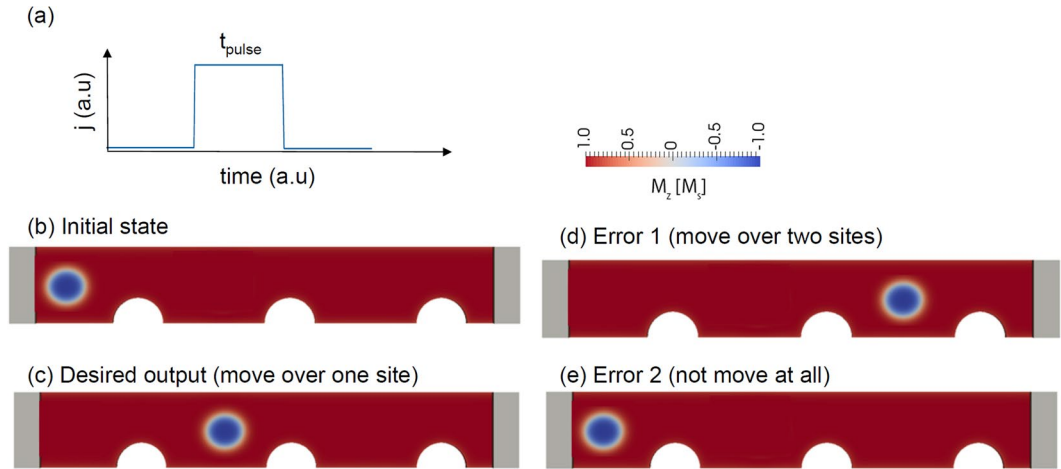 (a)
t_pulse
j (a.u)
time (a.u)
1.0 0.5 0 -0.5 -1.0
M_z [M_s]
(b) Initial state
(d) Error 1 (move over two sites)
(c) Desired output (move over one site)
(e) Error 2 (not move at all)